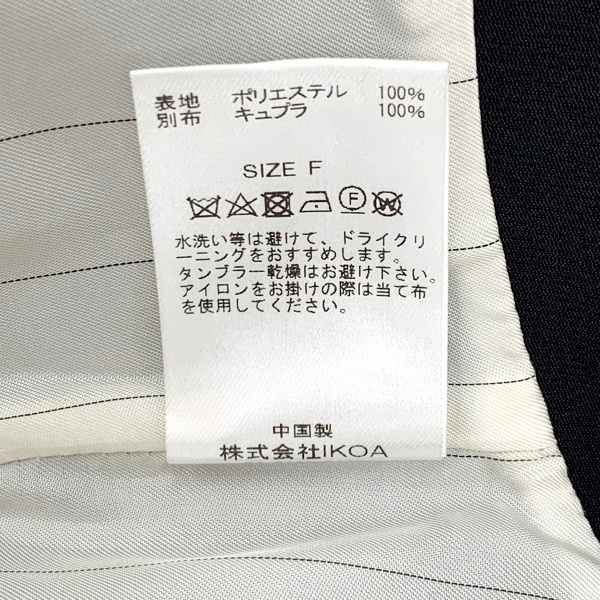 表地 ポリエステル 100%
別布 キュプラ 100%
SIZE F
F W
水洗い等は避けて、ドライクリ
ーニングをおすすめします。
タンブラー乾燥はお避け下さい。
アイロンをお掛けの際は当て布
を使用してください。
中国製
株式会社IKOA